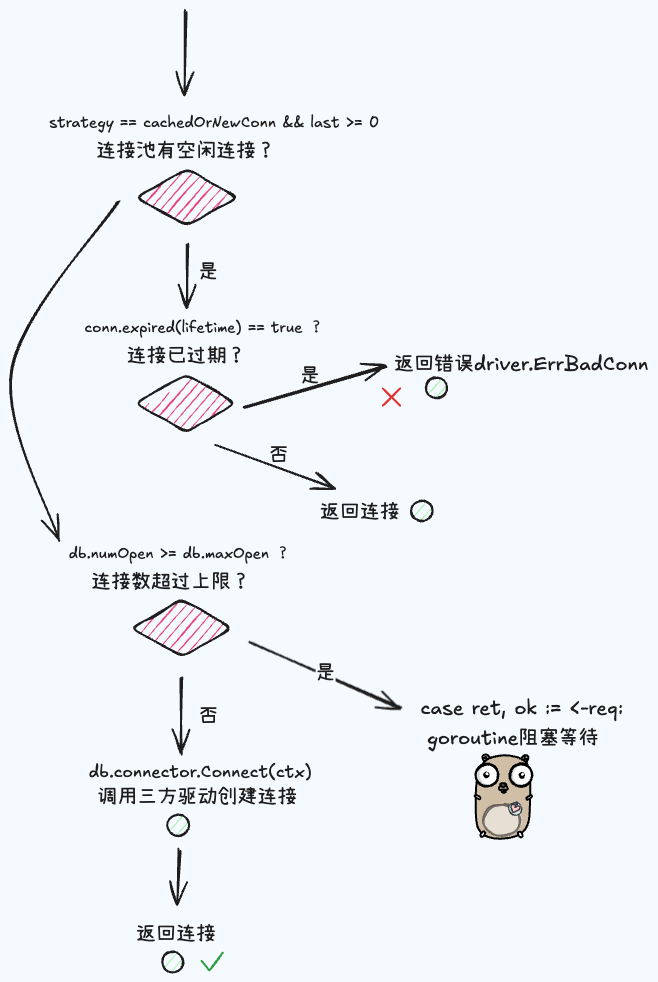 strategy == cachedOrNewConn && last >= 0
连接池有空闲连接？
是
conn.expired(lifetime) == true ?
连接已过期？
是
返回错误driver.ErrBadConn
否
返回连接
db.numOpen >= db.maxOpen ?
连接数超过上限？
是
case ret, ok := <-req:
goroutine阻塞等待
否
db.connector.Connect(ctx)
调用三方驱动创建连接
返回连接